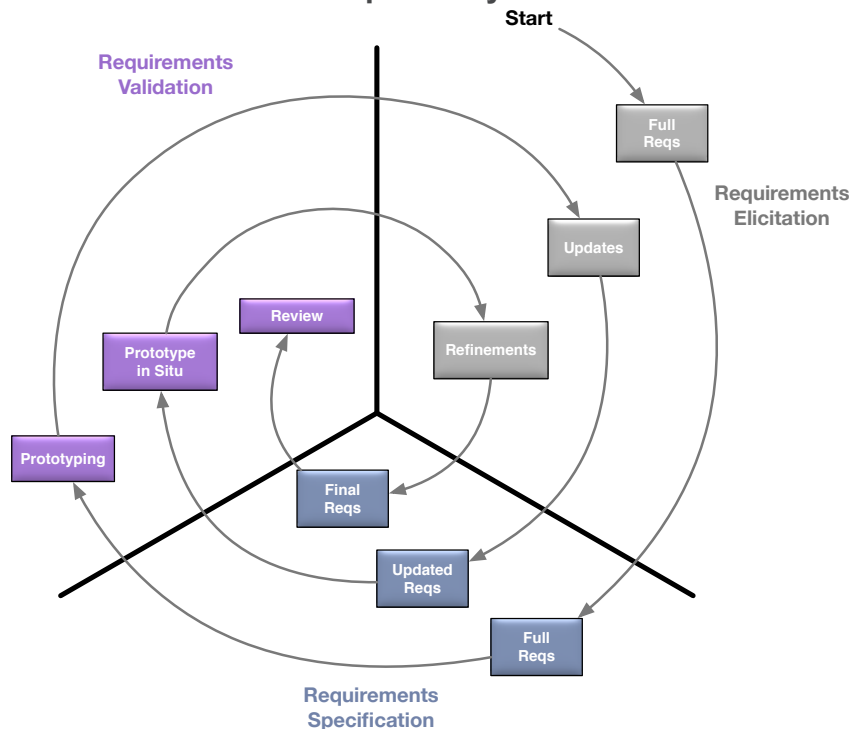 Start
Requirements
Validation
Full
Reqs
Requirements
Elicitation
Updates
Review
Refinements
Prototype
in Situ
Prototyping
Final
Reqs
Updated
Reqs
Full
Reqs
Requirements
Specification